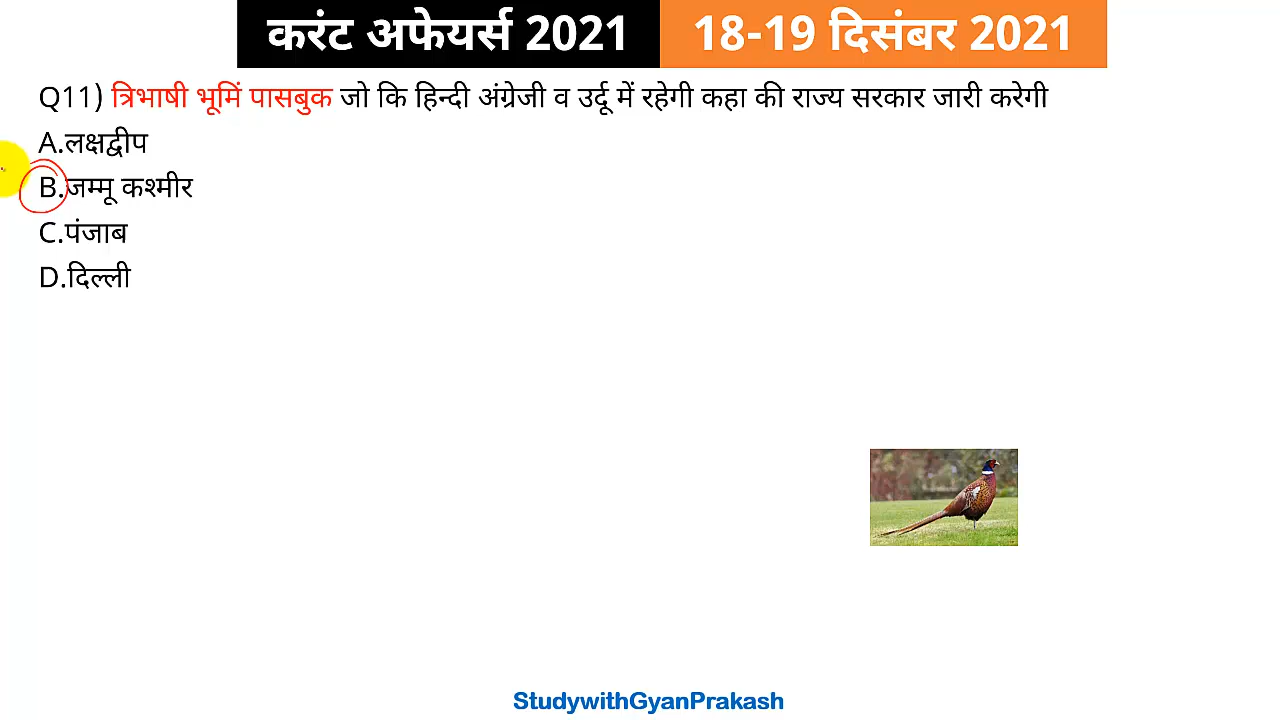 करंट अफेयर्स 2021 18-19 दिसंबर 2021
Q11) त्रिभाषी भूमिं पासबुक जो कि हिन्दी अंग्रेजी व उर्दू में रहेगी कहा की राज्य सरकार जारी करेगी
A.लक्षद्वीप
B.जम्मू कश्मीर
C.पंजाब
D.दिल्ली
StudywithGyanPrakash